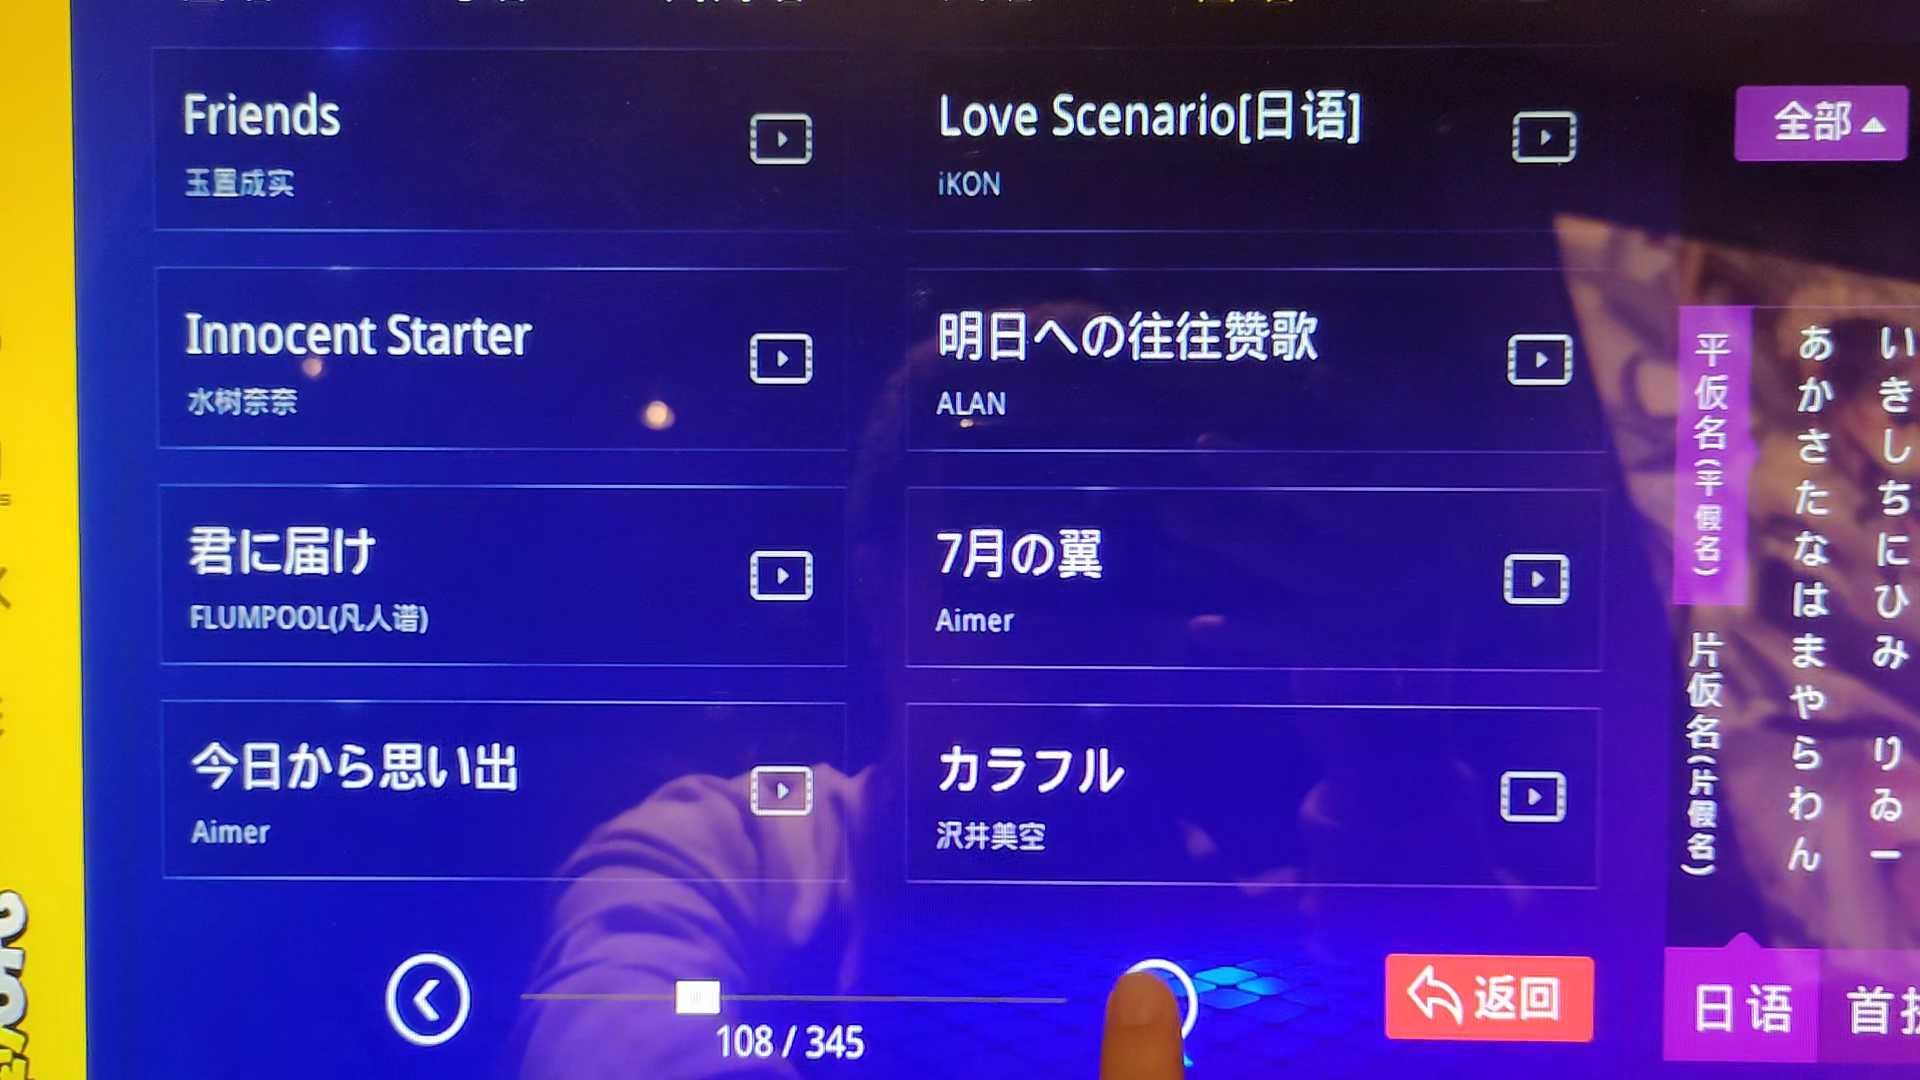 Friends
玉置成实
Love Scenario[日语]
iKON
全部
Innocent Starter
水树奈奈
明日への往往赞歌
ALAN
君に届け
FLUMPOOL(凡人谱)
7月の翼
Aimer
今日から思い出
Aimer
カラフル
沢井美空
平仮名(平假名)
片仮名(片假名)
あかさたなはまやらわん
いきしちにひみ りゐー
108 / 345
返回
日语
首